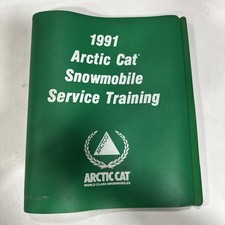 1991
Arctic Cat®
Snowmobile
Service Training
ARCTIC CAT®
WORLD CLASS SNOWMOBILES